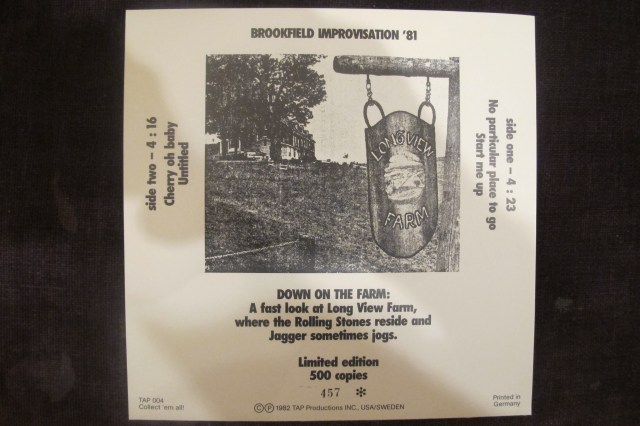 BROOKFIELD IMPROVISATION '81
side two – 4 : 16
Cherry oh baby
Untitled
LONGVIEW
FARM
side one – 4 : 23
No particular place to go
Start me up
DOWN ON THE FARM:
A fast look at Long View Farm,
where the Rolling Stones reside and
Jagger sometimes jogs.
Limited edition
500 copies
457 *
TAP 004
Collect 'em all!
©℗1982 TAP Productions INC., USA/SWEDEN
Printed in
Germany